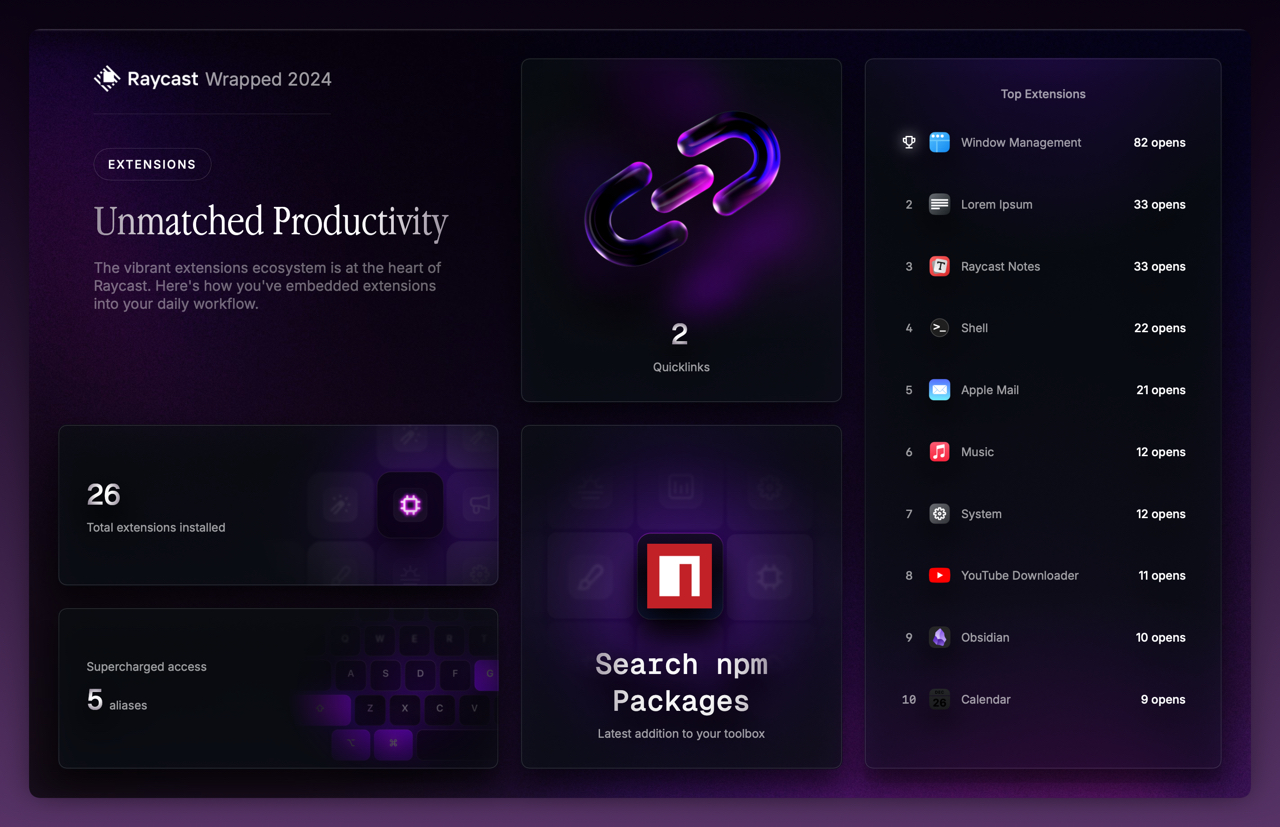 Raycast Wrapped 2024
EXTENSIONS
Unmatched Productivity
The vibrant extensions ecosystem is at the heart of
Raycast. Here's how you've embedded extensions
into your daily workflow.
2
Quicklinks
26
Total extensions installed
Supercharged access
5 aliases
Q W E R T
A S D F G
Z X C V
⌥ ⌘
Search npm
Packages
Latest addition to your toolbox
Top Extensions
Window Management 82 opens
2 Lorem Ipsum 33 opens
3 Raycast Notes 33 opens
4 Shell 22 opens
5 Apple Mail 21 opens
6 Music 12 opens
7 System 12 opens
8 YouTube Downloader 11 opens
9 Obsidian 10 opens
10 26 Calendar 9 opens